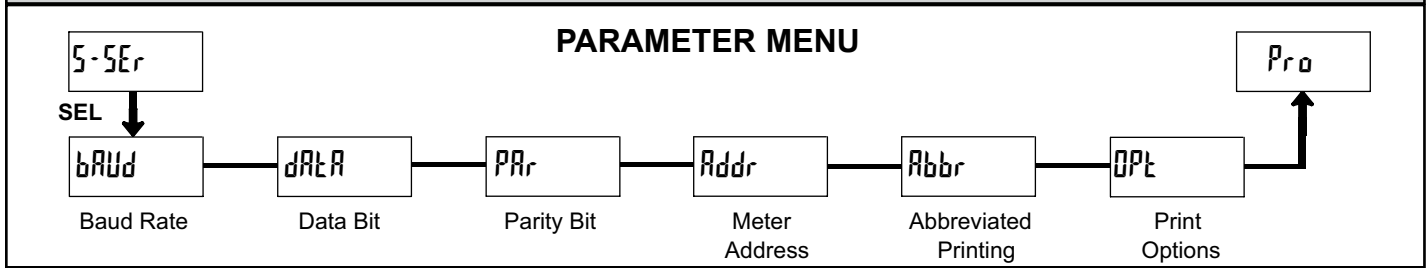 PARAMETER MENU
5-SEr
Pro
SEL
bAUd
dAtA
PAr
Addr
Abbr
OPt
Baud Rate
Data Bit
Parity Bit
Meter
Address
Abbreviated
Printing
Print
Options